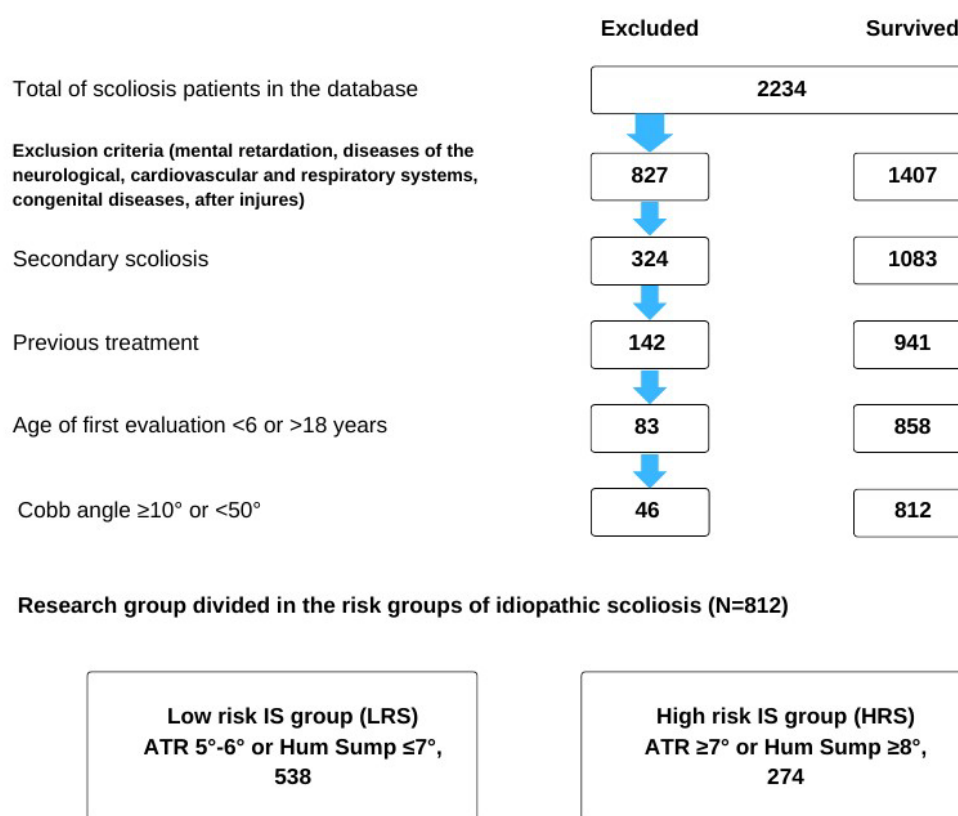 Excluded Survived
Total of scoliosis patients in the database 2234
Exclusion criteria (mental retardation, diseases of the
neurological, cardiovascular and respiratory systems, 827 1407
congenital diseases, after injures)
Secondary scoliosis 324 1083
Previous treatment 142 941
Age of first evaluation <6 or >18 years 83 858
Cobb angle ≥10° or <50° 46 812
Research group divided in the risk groups of idiopathic scoliosis (N=812)
Low risk IS group (LRS)
ATR 5°-6° or Hum Sump ≤7°,
538
High risk IS group (HRS)
ATR ≥7° or Hum Sump ≥8°,
274